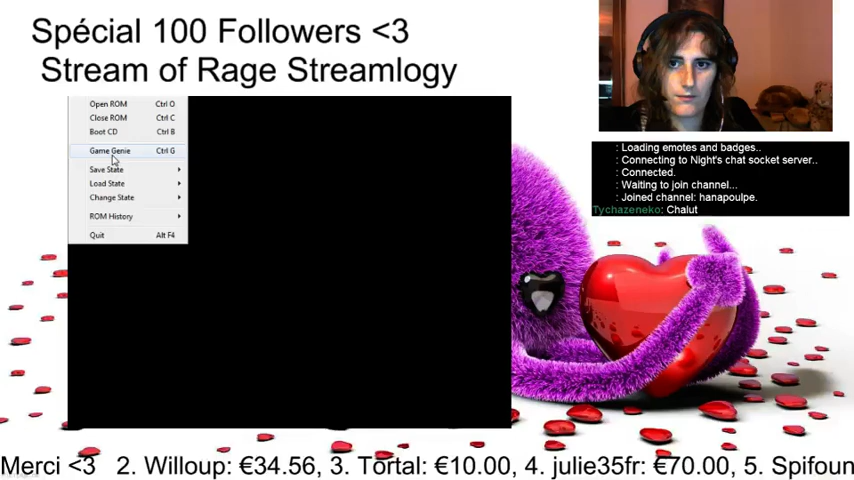 Spécial 100 Followers <3
Stream of Rage Streamlogy
Open ROM Ctrl O
Close ROM Ctrl C
Boot CD Ctrl B
Game Genie Ctrl G
Save State
Load State
Change State
ROM History
Quit Alt F4
: Loading emotes and badges..
: Connecting to Night's chat socket server..
: Connected.
: Waiting to join channel...
: Joined channel: hanapoulpe.
Tychazeneko: Chalut
Merci <3 2. Willoup: €34.56, 3. Tortal: €10.00, 4. julie35fr: €70.00, 5. Spifoun